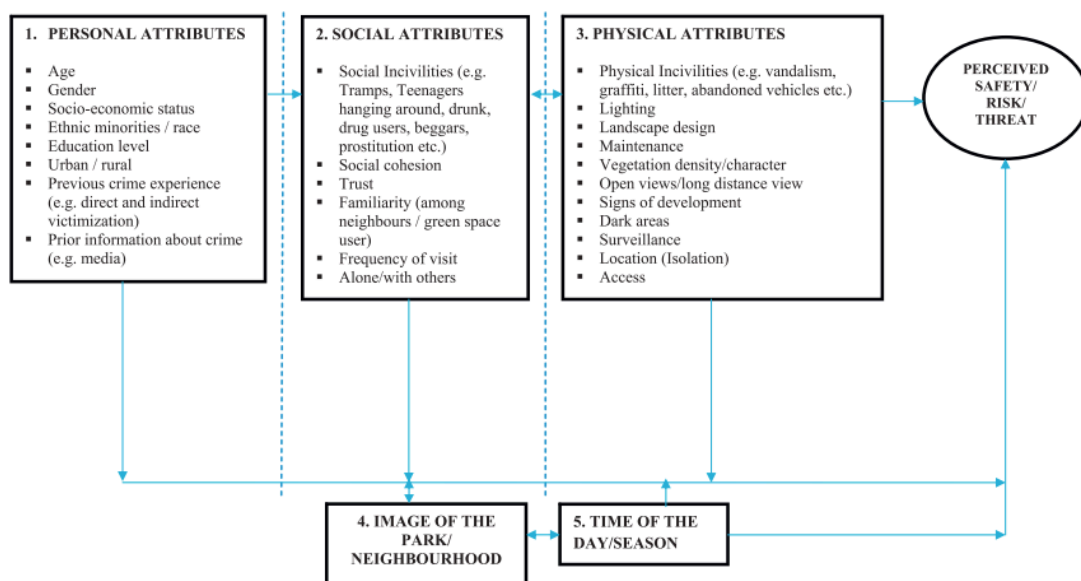 1. PERSONAL ATTRIBUTES
▪ Age
▪ Gender
▪ Socio-economic status
▪ Ethnic minorities / race
▪ Education level
▪ Urban / rural
▪ Previous crime experience
(e.g. direct and indirect
victimization)
▪ Prior information about crime
(e.g. media)
2. SOCIAL ATTRIBUTES
▪ Social Incivilities (e.g.
Tramps, Teenagers
hanging around, drunk,
drug users, beggars,
prostitution etc.)
▪ Social cohesion
▪ Trust
▪ Familiarity (among
neighbours / green space
user)
▪ Frequency of visit
▪ Alone/with others
3. PHYSICAL ATTRIBUTES
▪ Physical Incivilities (e.g. vandalism,
graffiti, litter, abandoned vehicles etc.)
▪ Lighting
▪ Landscape design
▪ Maintenance
▪ Vegetation density/character
▪ Open views/long distance view
▪ Signs of development
▪ Dark areas
▪ Surveillance
▪ Location (Isolation)
▪ Access
PERCEIVED
SAFETY/
RISK/
THREAT
4. IMAGE OF THE
PARK/
NEIGHBOURHOOD
5. TIME OF THE
DAY/SEASON